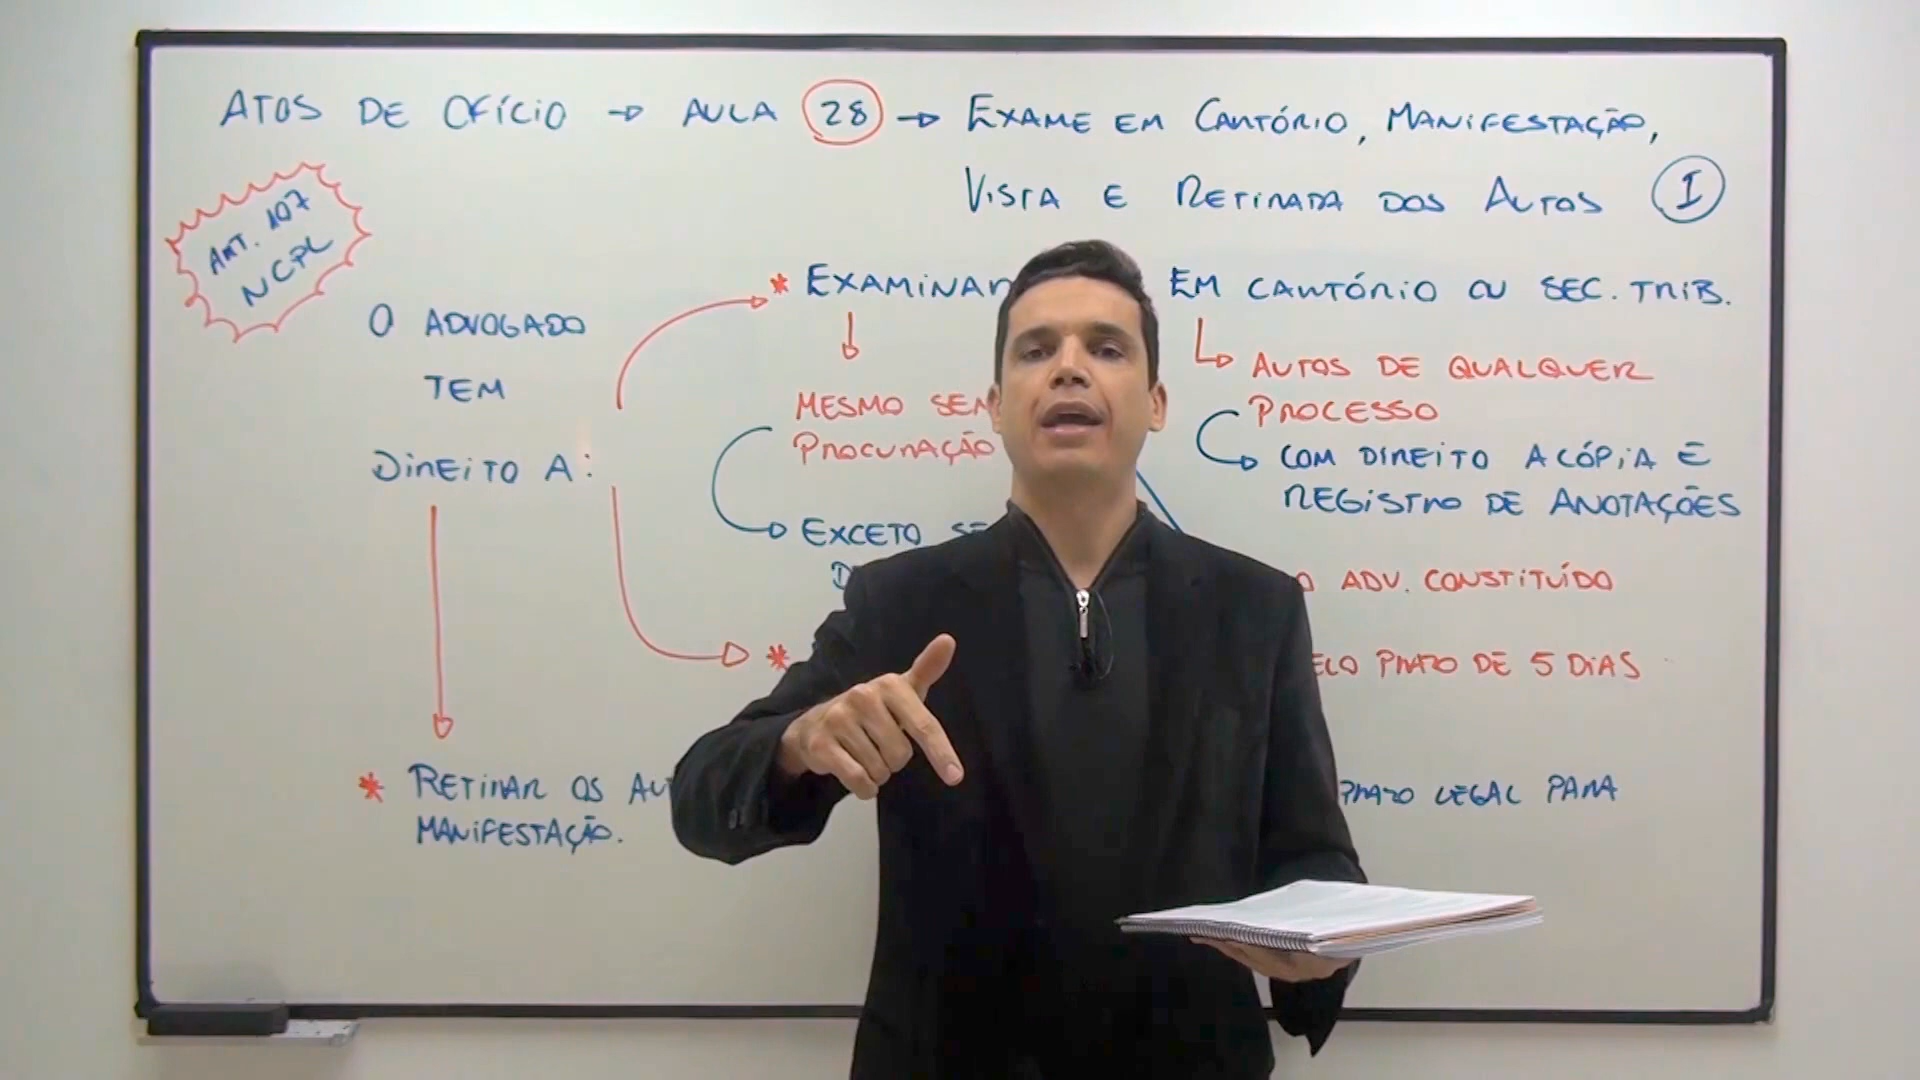 ATOS DE OFÍCIO → AULA 28 → EXAME EM CARTÓRIO, MANIFESTAÇÃO,
VISTA E RETIRADA DOS AUTOS I
ART. 107
NCPC
O ADVOGADO
TEM
DIREITO A:
* EXAMINAR EM CARTÓRIO OU SEC. TRIB.
MESMO SEM
PROCURAÇÃO
EXCETO
AUTOS DE QUALQUER
PROCESSO
COM DIREITO A CÓPIA E
REGISTRO DE ANOTAÇÕES
ADV. CONSTITUÍDO
*
PRAZO DE 5 DIAS
* RETIRAR OS
MANIFESTAÇÃO.
PRAZO LEGAL PARA